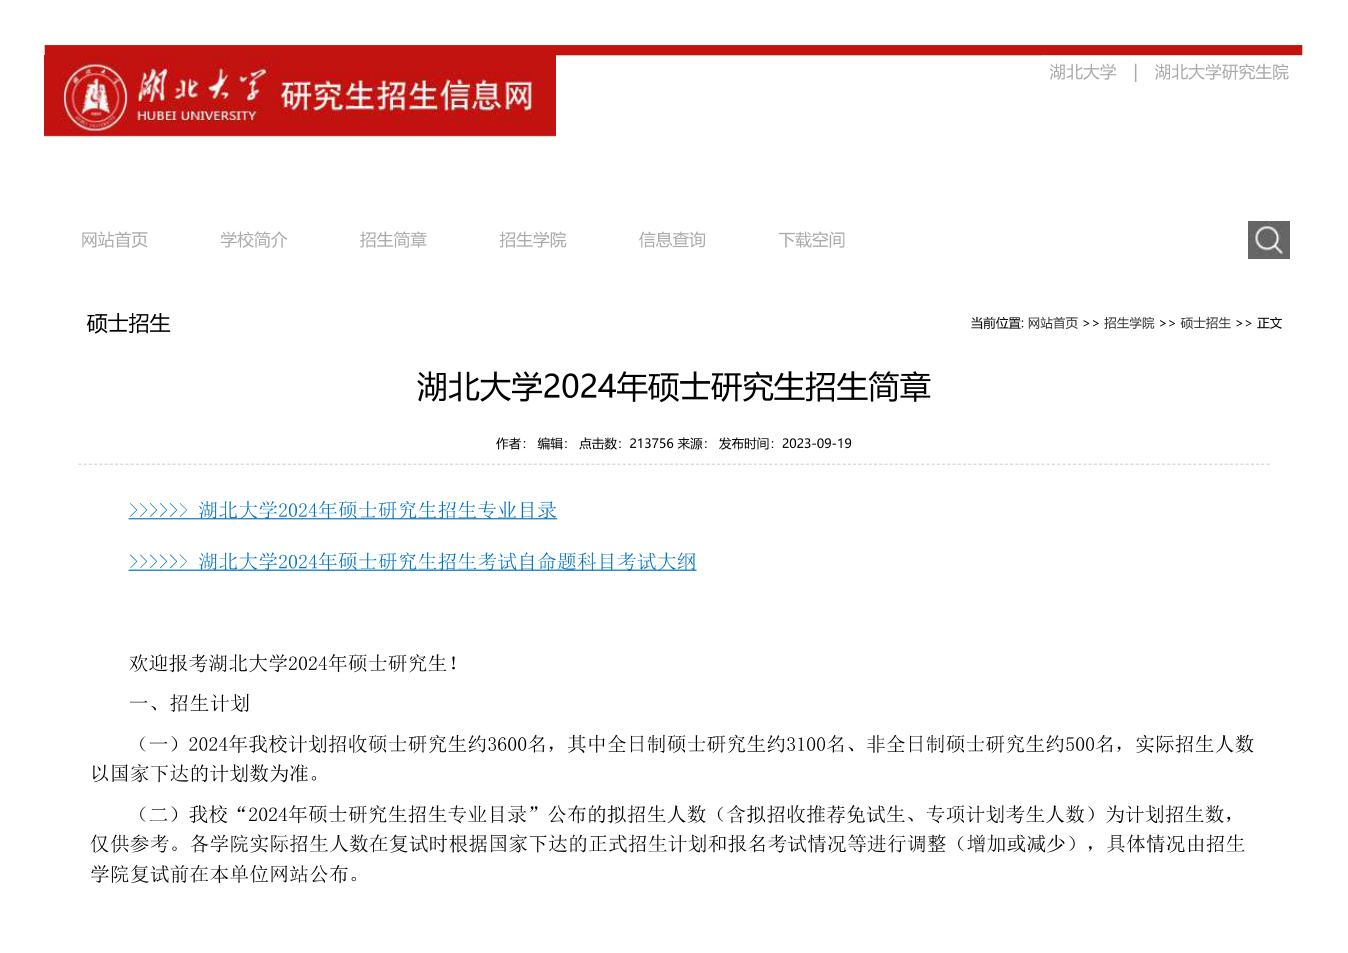 湖北大学 研究生招生信息网
HUBEI UNIVERSITY
湖北大学 | 湖北大学研究生院
网站首页 学校简介 招生简章 招生学院 信息查询 下载空间
硕士招生
当前位置: 网站首页 >> 招生学院 >> 硕士招生 >> 正文
湖北大学2024年硕士研究生招生简章
作者： 编辑： 点击数：213756 来源： 发布时间：2023-09-19
>>>>>> 湖北大学2024年硕士研究生招生专业目录
>>>>>> 湖北大学2024年硕士研究生招生考试自命题科目考试大纲
欢迎报考湖北大学2024年硕士研究生！
一、招生计划
（一）2024年我校计划招收硕士研究生约3600名，其中全日制硕士研究生约3100名、非全日制硕士研究生约500名，实际招生人数
以国家下达的计划数为准。
（二）我校“2024年硕士研究生招生专业目录”公布的拟招生人数（含拟招收推荐免试生、专项计划考生人数）为计划招生数，
仅供参考。各学院实际招生人数在复试时根据国家下达的正式招生计划和报名考试情况等进行调整（增加或减少），具体情况由招生
学院复试前在本单位网站公布。